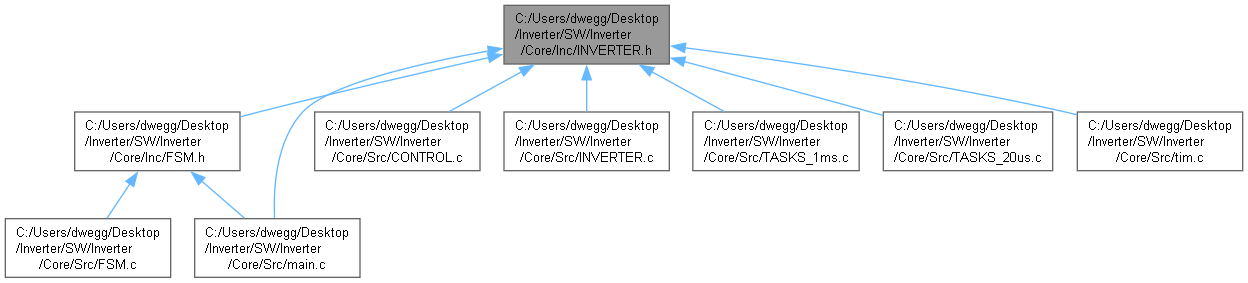 C:/Users/dwegg/Desktop
/Inverter/SW/Inverter
/Core/Inc/INVERTER.h
C:/Users/dwegg/Desktop
/Inverter/SW/Inverter
/Core/Inc/FSM.h
C:/Users/dwegg/Desktop
/Inverter/SW/Inverter
/Core/Src/CONTROL.c
C:/Users/dwegg/Desktop
/Inverter/SW/Inverter
/Core/Src/INVERTER.c
C:/Users/dwegg/Desktop
/Inverter/SW/Inverter
/Core/Src/TASKS_1ms.c
C:/Users/dwegg/Desktop
/Inverter/SW/Inverter
/Core/Src/TASKS_20us.c
C:/Users/dwegg/Desktop
/Inverter/SW/Inverter
/Core/Src/tim.c
C:/Users/dwegg/Desktop
/Inverter/SW/Inverter
/Core/Src/FSM.c
C:/Users/dwegg/Desktop
/Inverter/SW/Inverter
/Core/Src/main.c